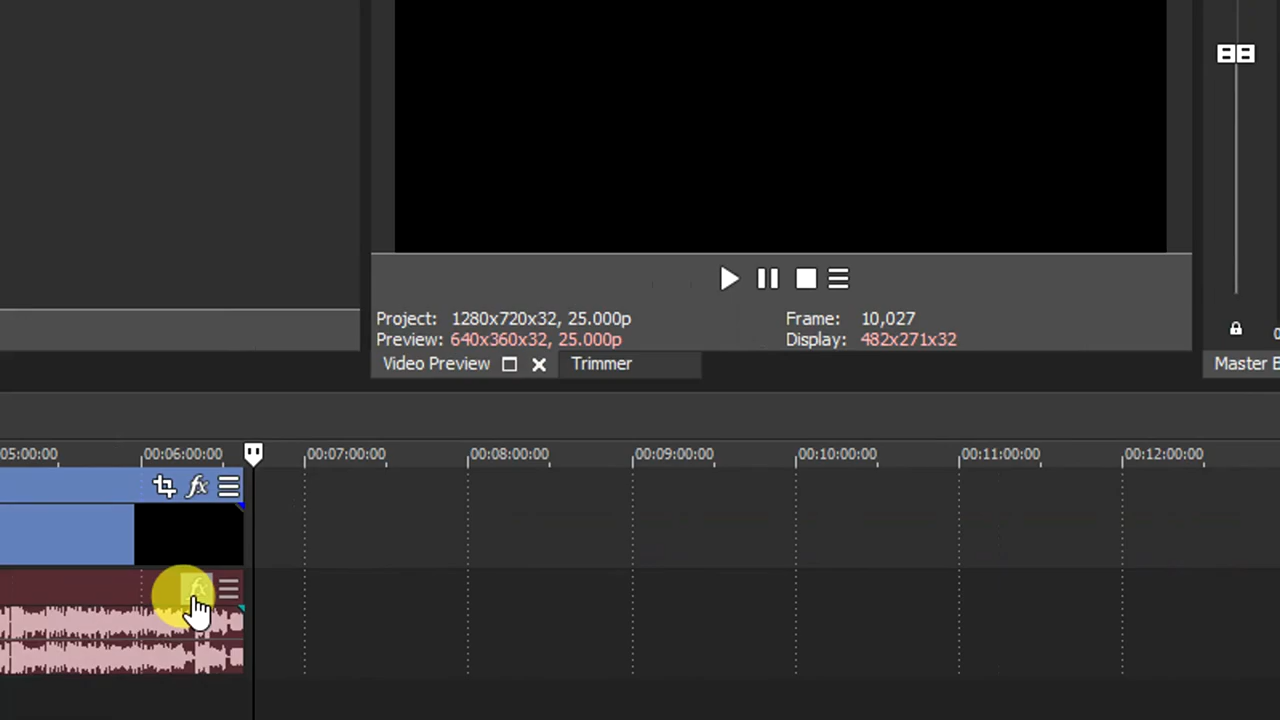 Project: 1280x720x32, 25.000p Frame: 10,027
Preview: 640x360x32, 25.000p Display: 482x271x32
Video Preview Trimmer
05:00:00 00:06:00:00 00:07:00:00 00:08:00:00 00:09:00:00 00:10:00:00 00:11:00:00 00:12:00:00
fx
fx